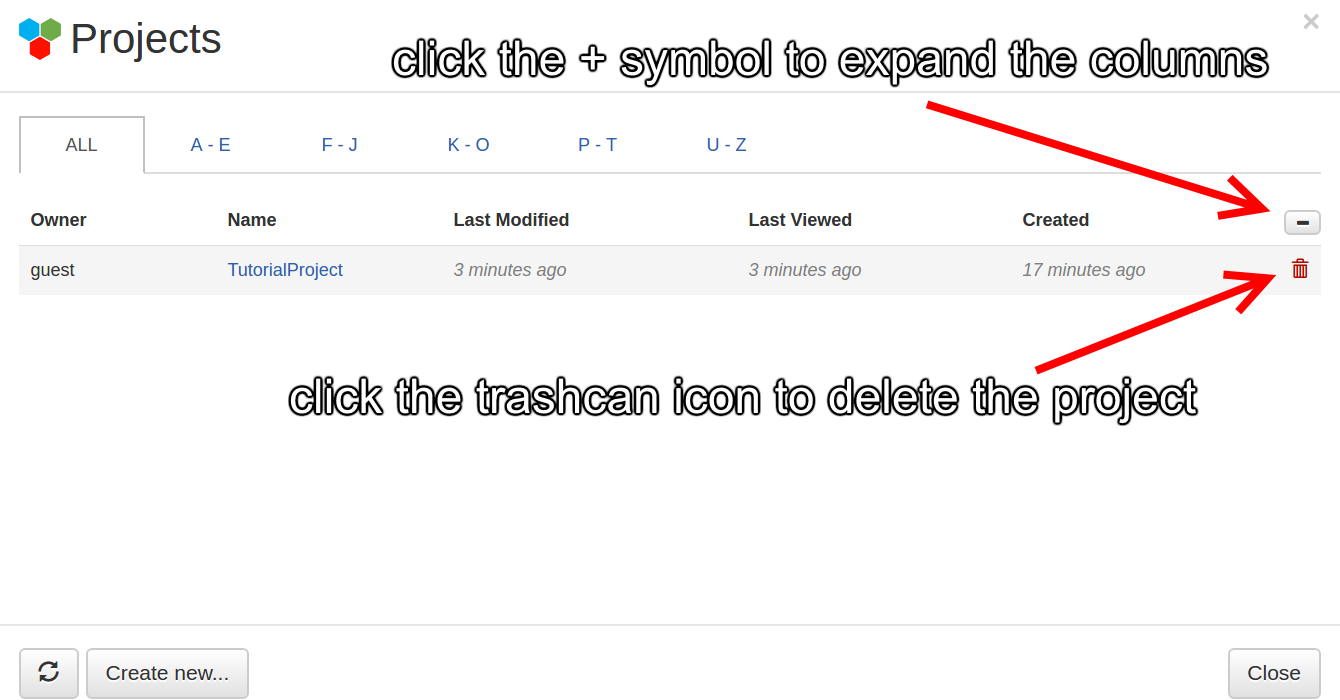 Projects
×
click the + symbol to expand the columns
ALL A - E F - J K - O P - T U - Z
Owner Name Last Modified Last Viewed Created
guest TutorialProject 3 minutes ago 3 minutes ago 17 minutes ago
click the trashcan icon to delete the project
Create new... Close